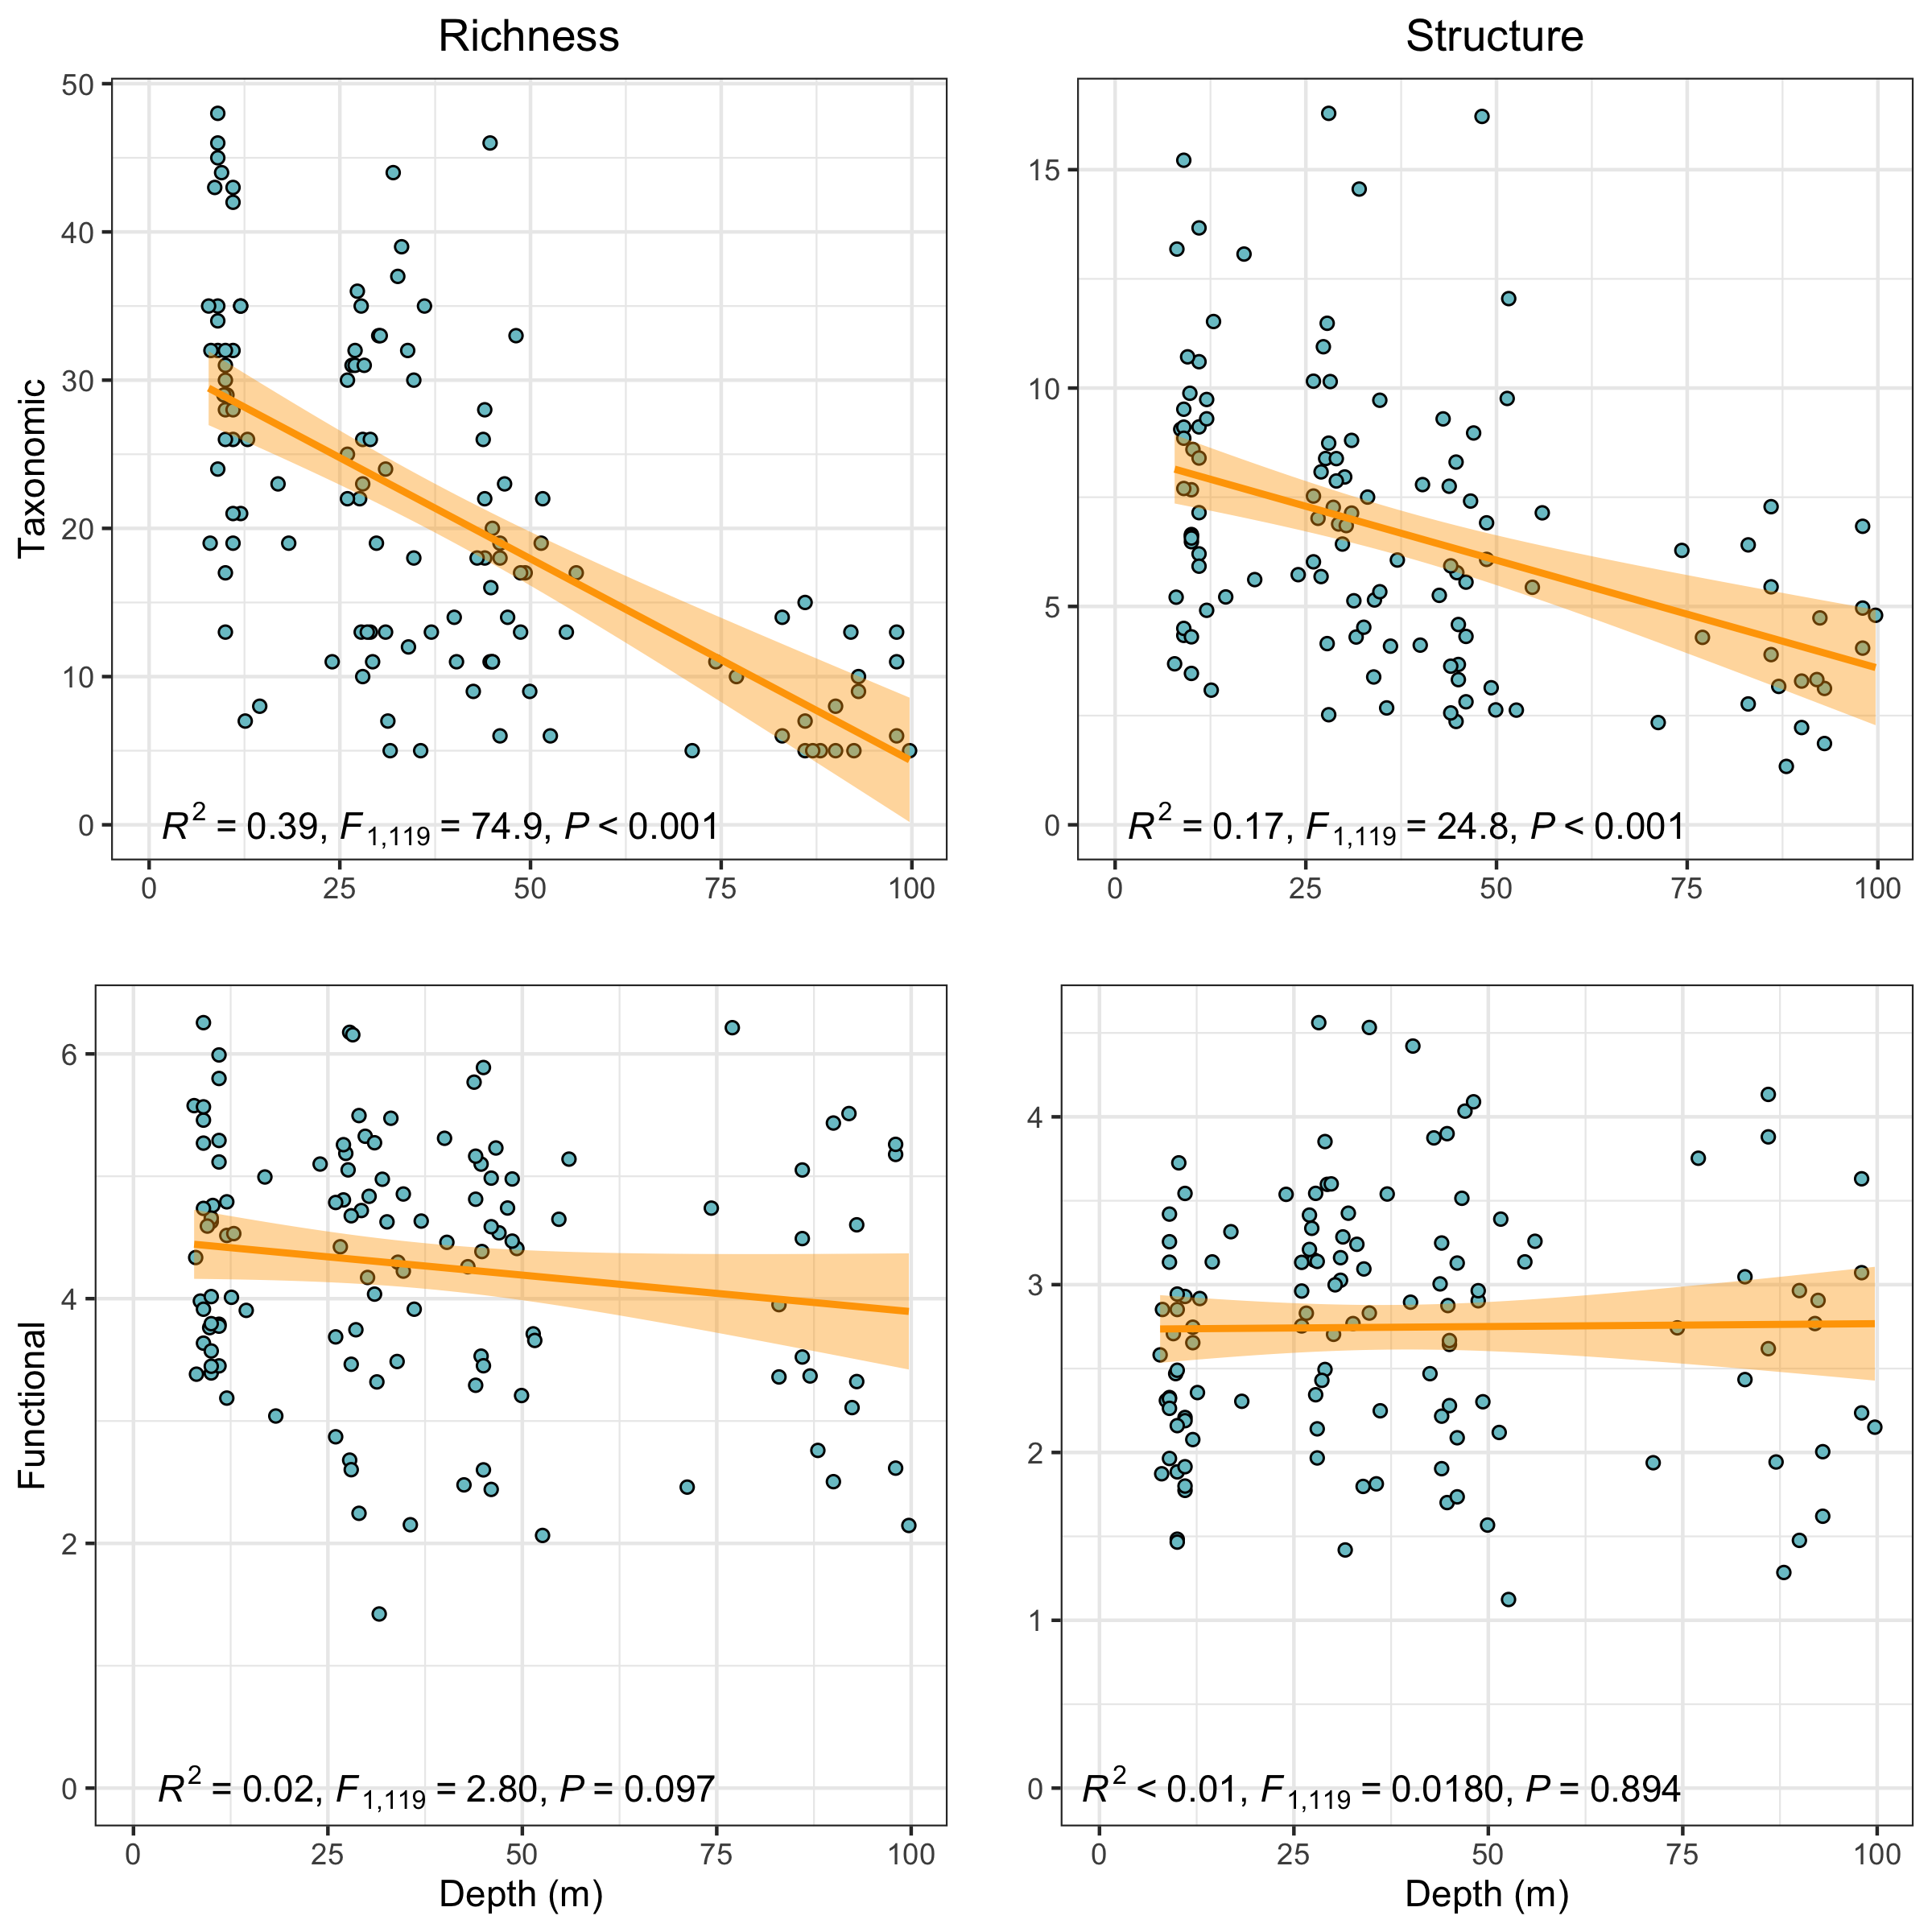 Richness
Structure
Taxonomic
50
40
30
20
10
0
R² = 0.39, F1,119 = 74.9, P < 0.001
0 25 50 75 100
15
10
5
0
R² = 0.17, F1,119 = 24.8, P < 0.001
0 25 50 75 100
Functional
6
4
2
0
R² = 0.02, F1,119 = 2.80, P = 0.097
0 25 50 75 100
Depth (m)
4
3
2
1
0
R² < 0.01, F1,119 = 0.0180, P = 0.894
0 25 50 75 100
Depth (m)